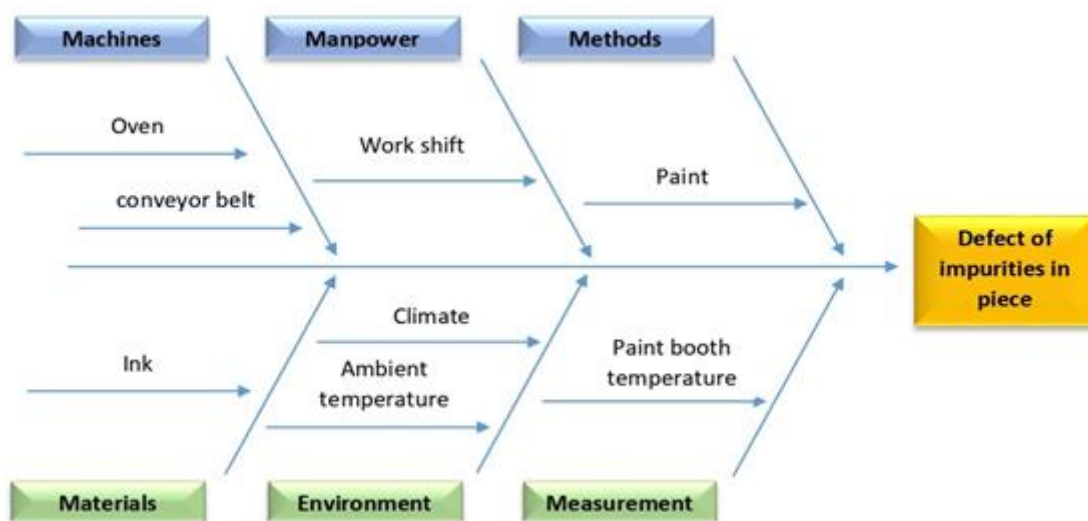 Machines
Manpower
Methods
Oven
Work shift
Paint
conveyor belt
Defect of
impurities in
piece
Climate
Ink
Ambient
temperature
Paint booth
temperature
Materials
Environment
Measurement